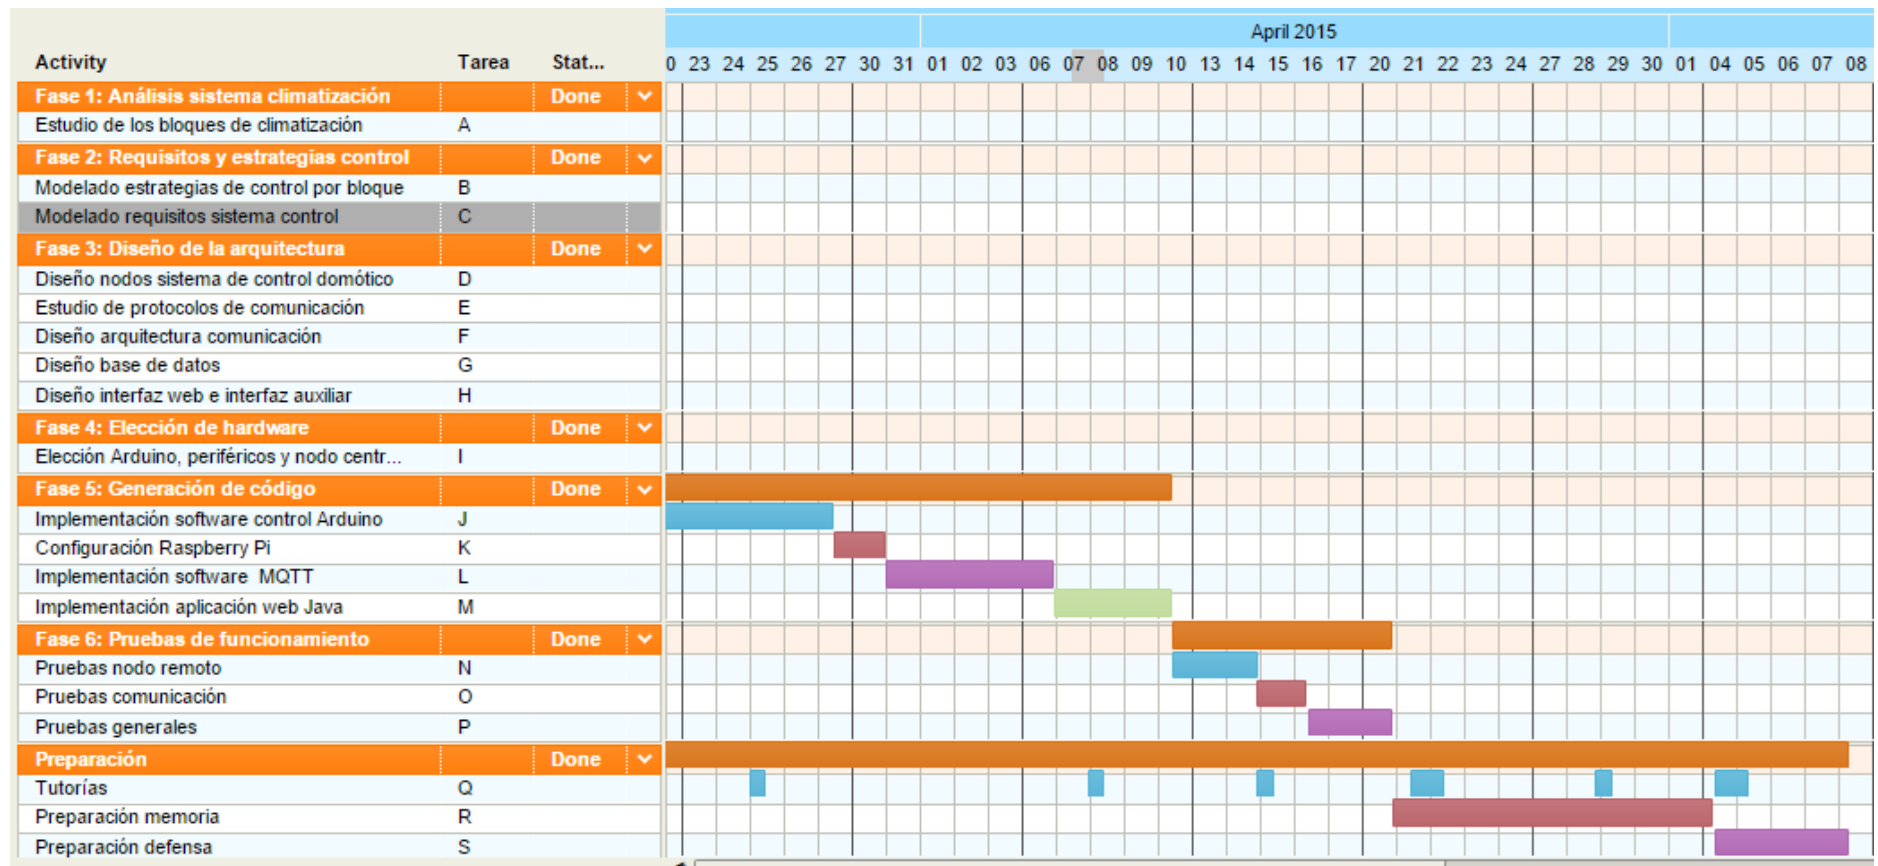 April 2015
Activity Tarea Stat... 0 23 24 25 26 27 30 31 01 02 03 06 07 08 09 10 13 14 15 16 17 20 21 22 23 24 27 28 29 30 01 04 05 06 07 08
Fase 1: Análisis sistema climatización Done
Estudio de los bloques de climatización A
Fase 2: Requisitos y estrategias control Done
Modelado estrategias de control por bloque B
Modelado requisitos sistema control C
Fase 3: Diseño de la arquitectura Done
Diseño nodos sistema de control domótico D
Estudio de protocolos de comunicación E
Diseño arquitectura comunicación F
Diseño base de datos G
Diseño interfaz web e interfaz auxiliar H
Fase 4: Elección de hardware Done
Elección Arduino, periféricos y nodo centr... I
Fase 5: Generación de código Done
Implementación software control Arduino J
Configuración Raspberry Pi K
Implementación software MQTT L
Implementación aplicación web Java M
Fase 6: Pruebas de funcionamiento Done
Pruebas nodo remoto N
Pruebas comunicación O
Pruebas generales P
Preparación Done
Tutorías Q
Preparación memoria R
Preparación defensa S